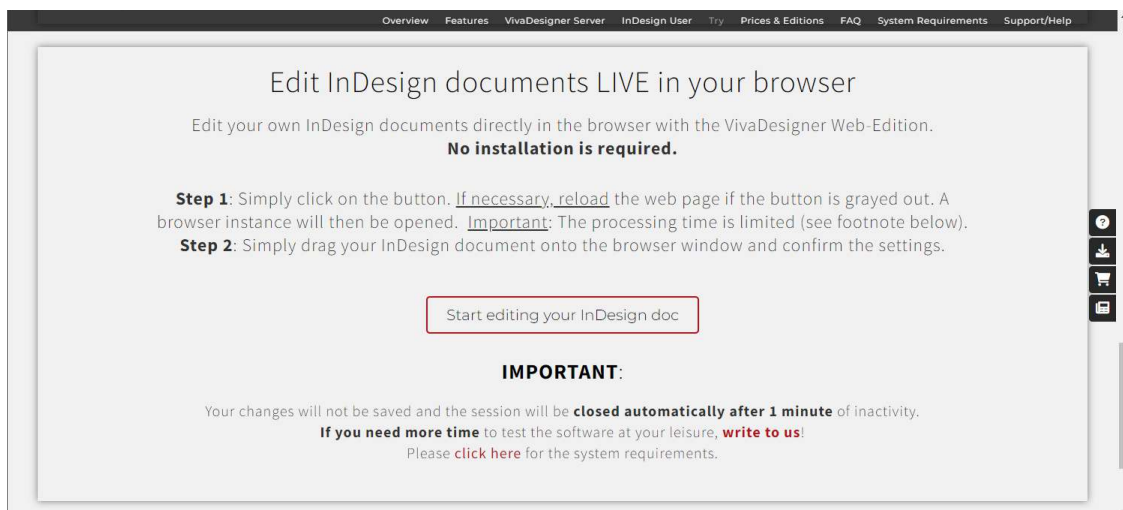 Overview Features VivaDesigner Server InDesign User Try Prices & Editions FAQ System Requirements Support/Help
Edit InDesign documents LIVE in your browser
Edit your own InDesign documents directly in the browser with the VivaDesigner Web-Edition.
No installation is required.
Step 1: Simply click on the button. If necessary, reload the web page if the button is grayed out. A
browser instance will then be opened. Important: The processing time is limited (see footnote below).
Step 2: Simply drag your InDesign document onto the browser window and confirm the settings.
Start editing your InDesign doc
IMPORTANT:
Your changes will not be saved and the session will be closed automatically after 1 minute of inactivity.
If you need more time to test the software at your leisure, write to us!
Please click here for the system requirements.